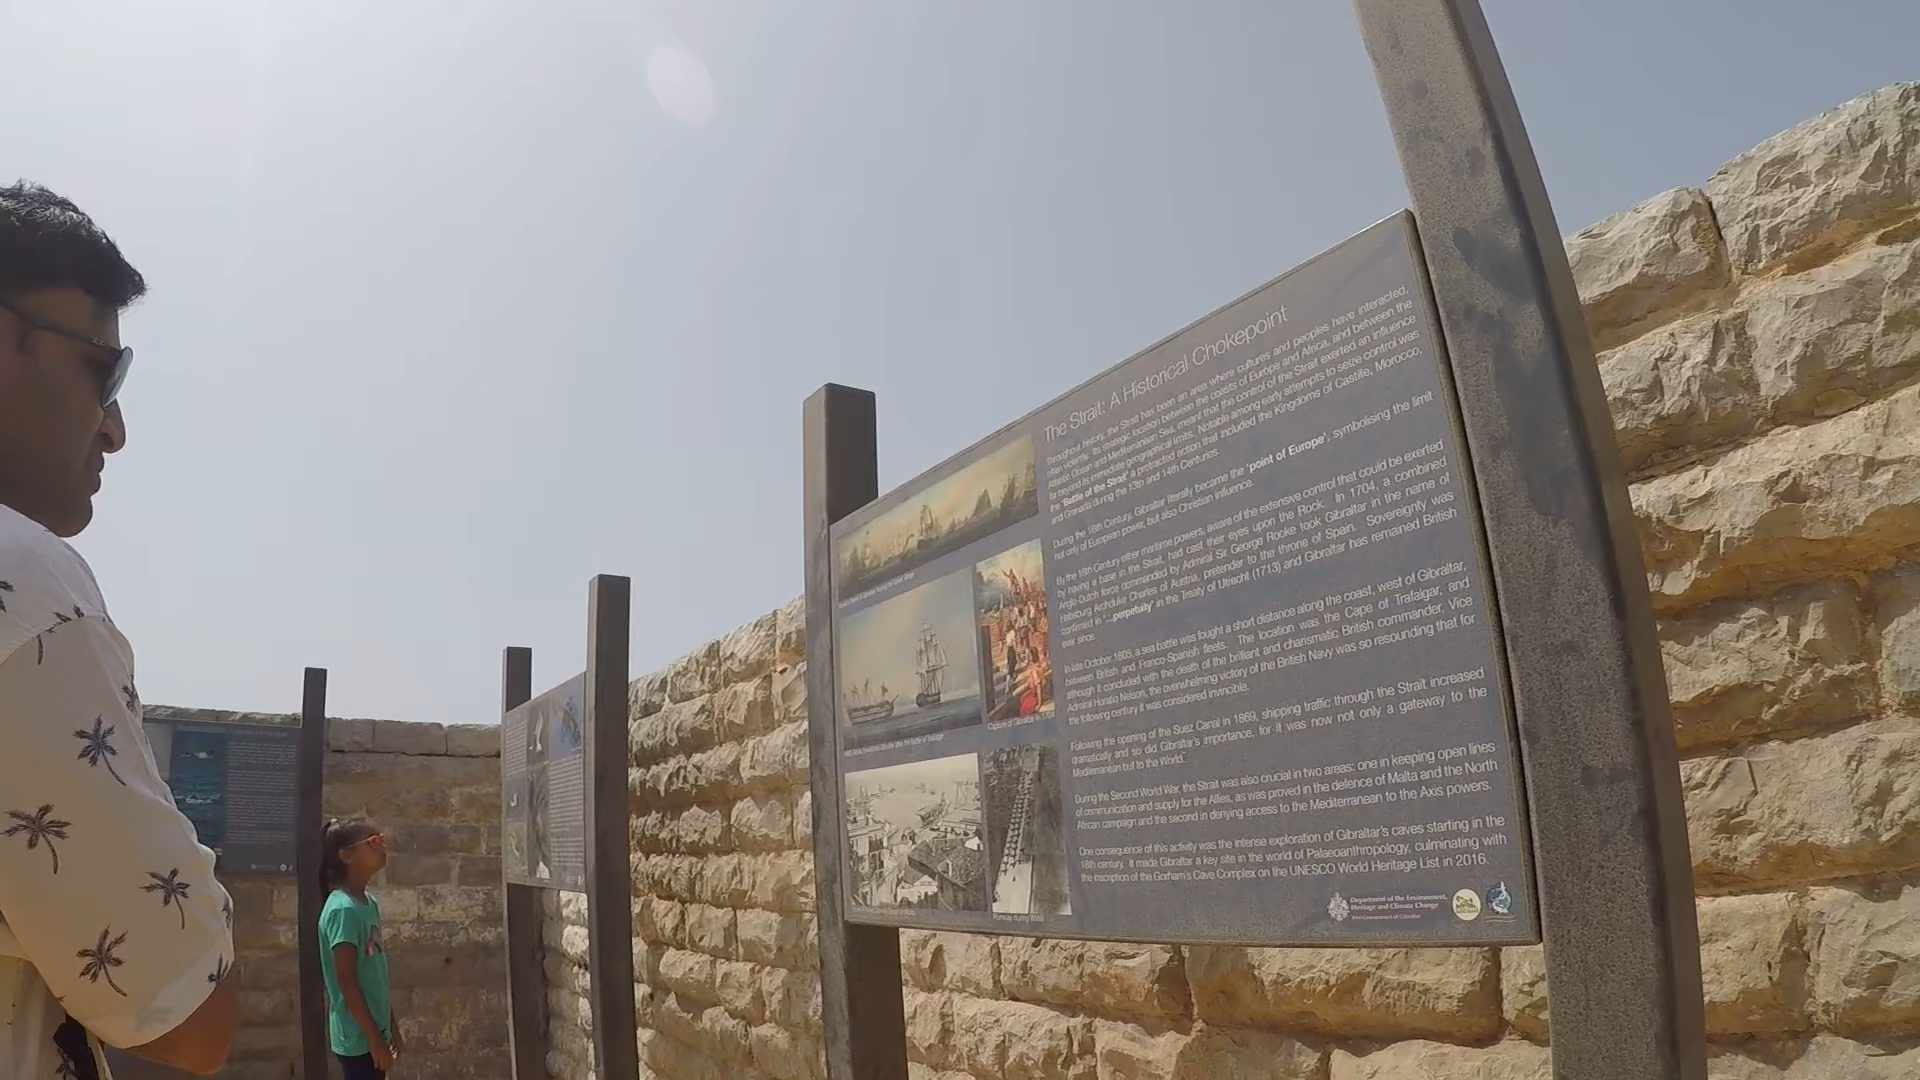 The Strait: A Historical Chokepoint
Throughout history, the Strait has been an area where cultures and peoples have interacted,
often violently. Its strategic location between the coasts of Europe and Africa, and between the
Atlantic Ocean and Mediterranean Sea, meant that the control of the Strait exerted an influence
far beyond its immediate geographical limits. Notable among early attempts to seize control was
the 'Battle of the Strait' a protracted action that included the Kingdoms of Castile, Morocco,
and Granada during the 13th and 14th Centuries.
During the 16th Century, Gibraltar literally became the 'point of Europe', symbolising the limit
not only of European power, but also Christian influence.
By the 18th Century other maritime powers, aware of the extensive control that could be exerted
by having a base in the Strait, had cast their eyes upon the Rock. In 1704, a combined
Anglo-Dutch force commanded by Admiral Sir George Rooke took Gibraltar in the name of
Habsburg Archduke Charles of Austria, pretender to the throne of Spain. Sovereignty was
confirmed in '...perpetuity' in the Treaty of Utrecht (1713) and Gibraltar has remained British
ever since.
In late October 1805, a sea battle was fought a short distance along the coast, west of Gibraltar,
between British and Franco-Spanish fleets. The location was the Cape of Trafalgar, and
although it concluded with the death of the brilliant and charismatic British commander, Vice
Admiral Horatio Nelson, the overwhelming victory of the British Navy was so resounding that for
the following century it was considered invincible.
Following the opening of the Suez Canal in 1869, shipping traffic through the Strait increased
dramatically and so did Gibraltar's importance, for it was now not only a gateway to the
Mediterranean but to the World.
During the Second World War, the Strait was also crucial in two areas: one in keeping open lines
of communication and supply for the Allies, as was proved in the defence of Malta and the North
African campaign and the second in denying access to the Mediterranean to the Axis powers.
One consequence of this activity was the intense exploration of Gibraltar's caves starting in the
18th century. It made Gibraltar a key site in the world of Palaeoanthropology, culminating with
the inscription of the Gorham's Cave Complex on the UNESCO World Heritage List in 2016.
Capture of Gibraltar in 1704
Runway during WWII
Department of the Environment,
Heritage and Climate Change
HM Government of Gibraltar